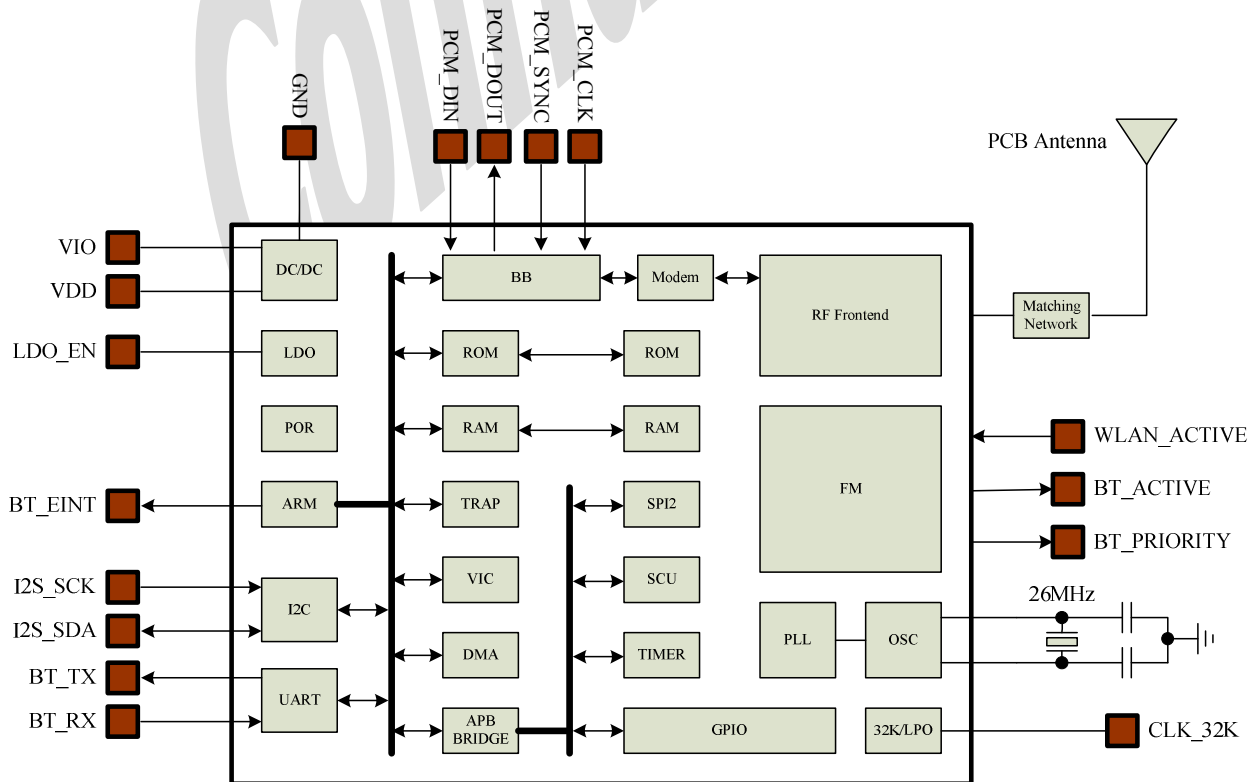 GND
PCM_DIN
PCM_DOUT
PCM_SYNC
PCM_CLK
PCB Antenna
VIO
VDD
LDO_EN
BT_EINT
I2S_SCK
I2S_SDA
BT_TX
BT_RX
DC/DC
LDO
POR
ARM
I2C
UART
BB
Modem
ROM
ROM
RAM
RAM
TRAP
SPI2
VIC
SCU
DMA
TIMER
APB
BRIDGE
GPIO
RF Frontend
FM
PLL
OSC
32K/LPO
Matching
Network
WLAN_ACTIVE
BT_ACTIVE
BT_PRIORITY
26MHz
CLK_32K